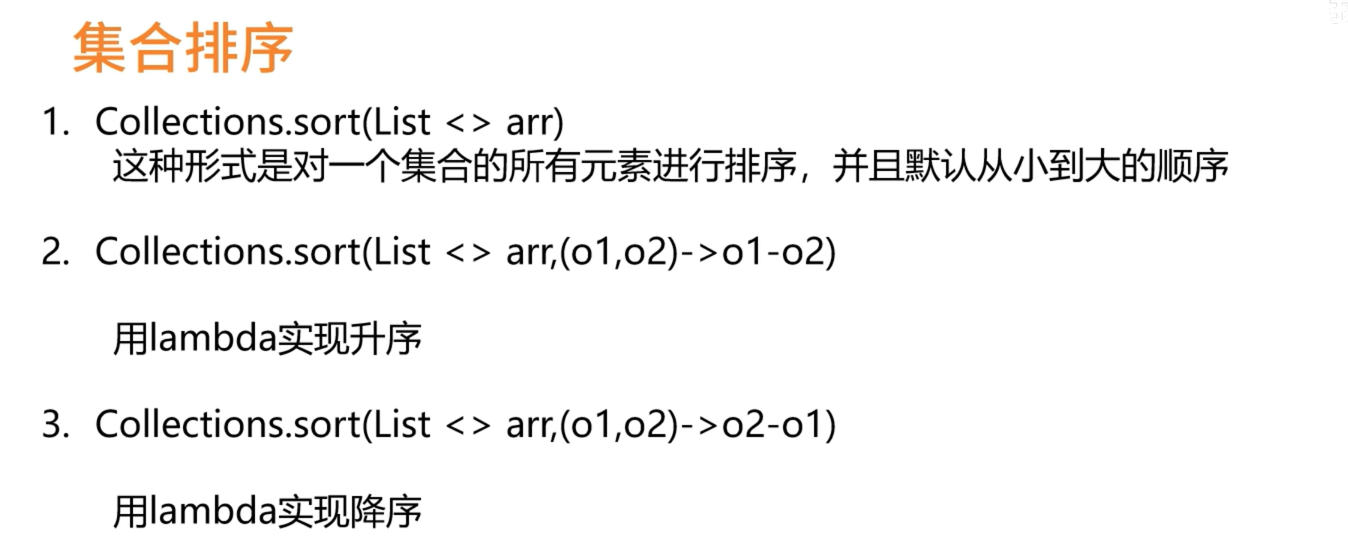 集合排序
1. Collections.sort(List <> arr)
这种形式是对一个集合的所有元素进行排序，并且默认从小到大的顺序
2. Collections.sort(List <> arr,(o1,o2)->o1-o2)
用lambda实现升序
3. Collections.sort(List <> arr,(o1,o2)->o2-o1)
用lambda实现降序